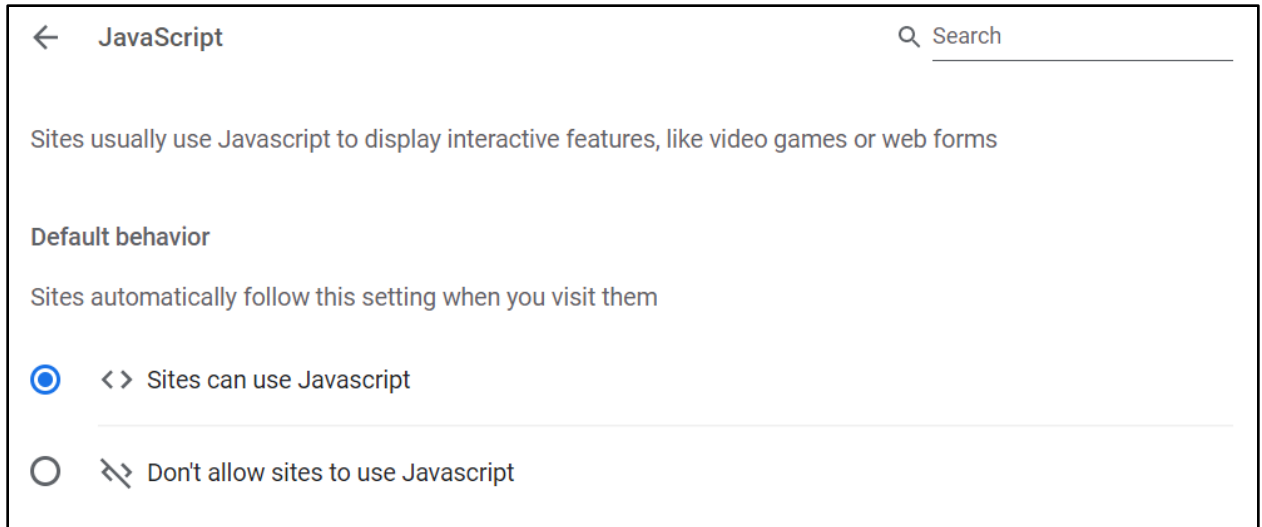 JavaScript
Search
Sites usually use Javascript to display interactive features, like video games or web forms
Default behavior
Sites automatically follow this setting when you visit them
Sites can use Javascript
Don't allow sites to use Javascript